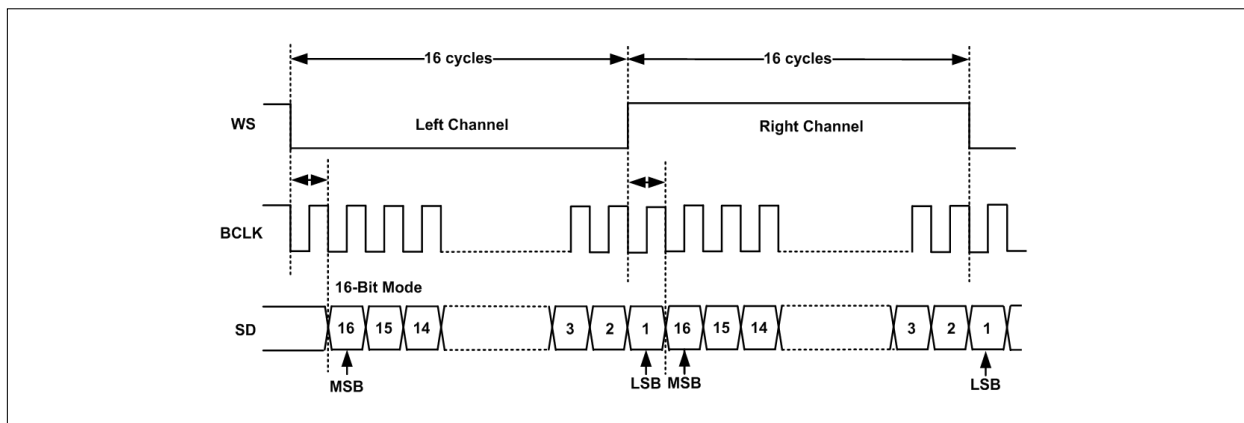 16 cycles 16 cycles
WS Left Channel Right Channel
BCLK
16-Bit Mode
SD 16 15 14 3 2 1 16 15 14 3 2 1
MSB LSB MSB LSB